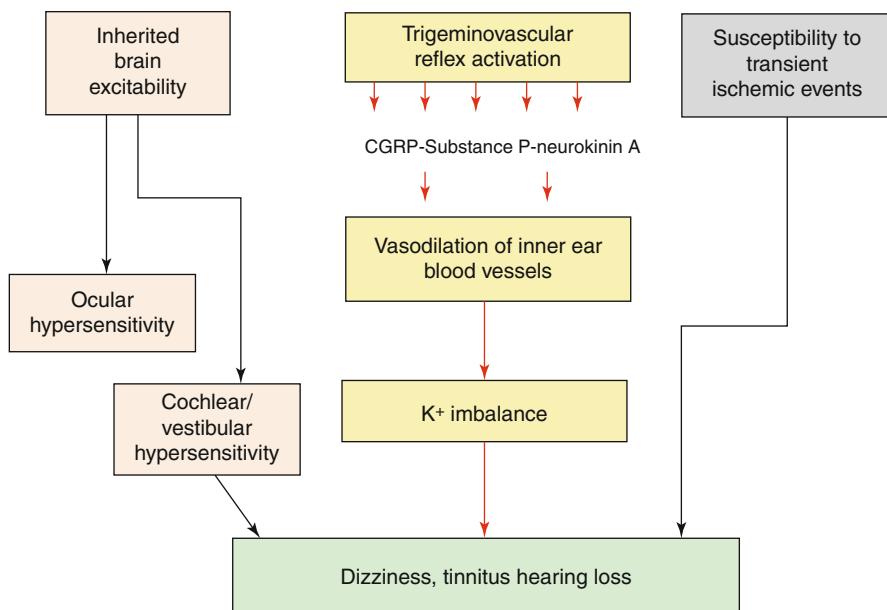 Inherited
brain
excitability
Trigeminovascular
reflex activation
Susceptibility to
transient
ischemic events
CGRP-Substance P-neurokinin A
Vasodilation of inner ear
blood vessels
Ocular
hypersensitivity
Cochlear/
vestibular
hypersensitivity
K⁺ imbalance
Dizziness, tinnitus hearing loss